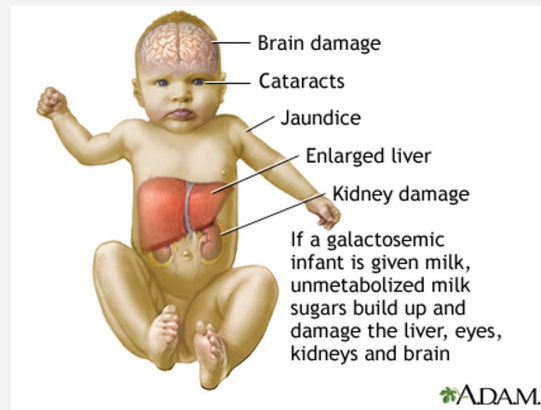 Brain damage
Cataracts
Jaundice
Enlarged liver
Kidney damage
If a galactosemic
infant is given milk,
unmetabolized milk
sugars build up and
damage the liver, eyes,
kidneys and brain
A.D.A.M.